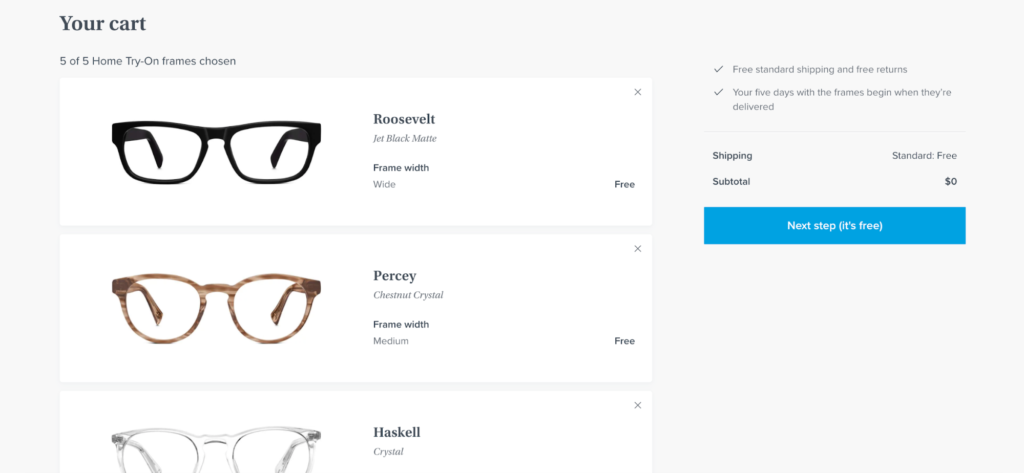 Your cart
5 of 5 Home Try-On frames chosen
Roosevelt
Jet Black Matte
Frame width
Wide
Free
Percey
Chestnut Crystal
Frame width
Medium
Free
Haskell
Crystal
Free standard shipping and free returns
Your five days with the frames begin when they're
delivered
Shipping
Standard: Free
Subtotal
$0
Next step (it's free)